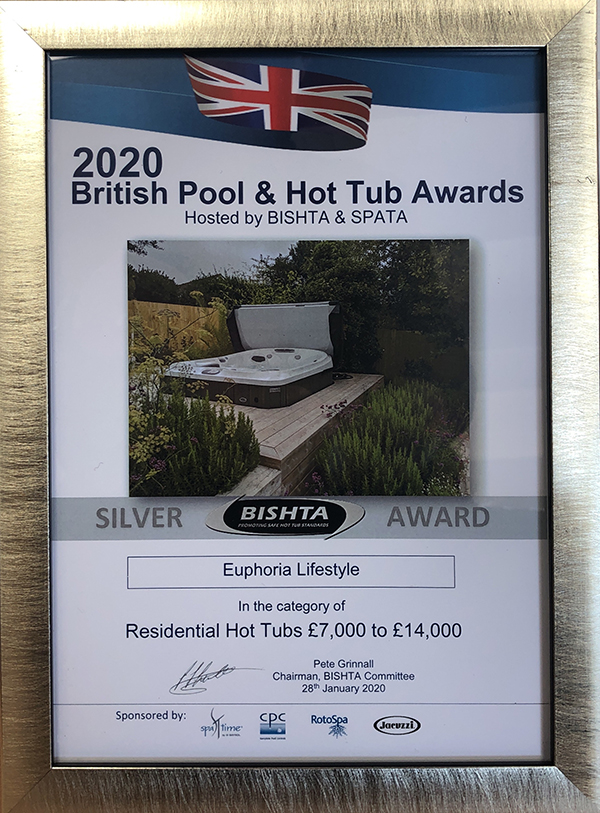 2020
British Pool & Hot Tub Awards
Hosted by BISHTA & SPATA
SILVER BISHTA AWARD
PROMOTING SAFE HOT TUB STANDARDS
Euphoria Lifestyle
In the category of
Residential Hot Tubs £7,000 to £14,000
Pete Grinnall
Chairman, BISHTA Committee
28th January 2020
Sponsored by:
spa time
cpc
RotoSpa
Jacuzzi